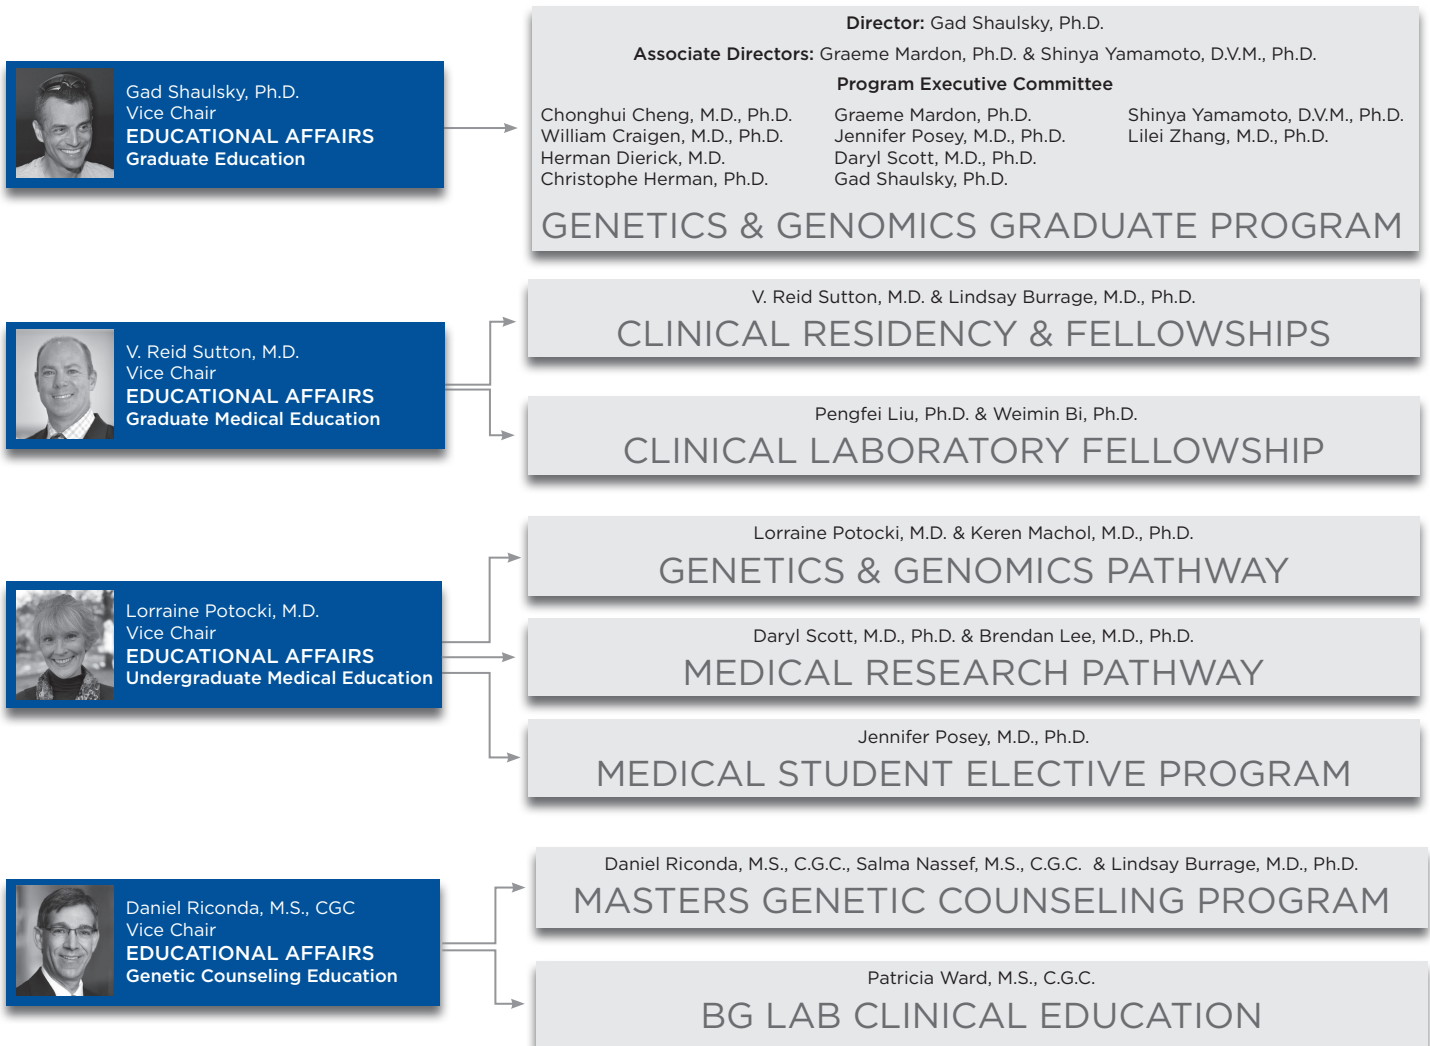 Gad Shaulsky, Ph.D.
Vice Chair
EDUCATIONAL AFFAIRS
Graduate Education
Director: Gad Shaulsky, Ph.D.
Associate Directors: Graeme Mardon, Ph.D. & Shinya Yamamoto, D.V.M., Ph.D.
Program Executive Committee
Chonghui Cheng, M.D., Ph.D.
William Craigen, M.D., Ph.D.
Herman Dierick, M.D.
Christophe Herman, Ph.D.
Graeme Mardon, Ph.D.
Jennifer Posey, M.D., Ph.D.
Daryl Scott, M.D., Ph.D.
Gad Shaulsky, Ph.D.
Shinya Yamamoto, D.V.M., Ph.D.
Lilei Zhang, M.D., Ph.D.
GENETICS & GENOMICS GRADUATE PROGRAM
V. Reid Sutton, M.D.
Vice Chair
EDUCATIONAL AFFAIRS
Graduate Medical Education
V. Reid Sutton, M.D. & Lindsay Burrage, M.D., Ph.D.
CLINICAL RESIDENCY & FELLOWSHIPS
Pengfei Liu, Ph.D. & Weimin Bi, Ph.D.
CLINICAL LABORATORY FELLOWSHIP
Lorraine Potocki, M.D.
Vice Chair
EDUCATIONAL AFFAIRS
Undergraduate Medical Education
Lorraine Potocki, M.D. & Keren Machol, M.D., Ph.D.
GENETICS & GENOMICS PATHWAY
Daryl Scott, M.D., Ph.D. & Brendan Lee, M.D., Ph.D.
MEDICAL RESEARCH PATHWAY
Jennifer Posey, M.D., Ph.D.
MEDICAL STUDENT ELECTIVE PROGRAM
Daniel Riconda, M.S., CGC
Vice Chair
EDUCATIONAL AFFAIRS
Genetic Counseling Education
Daniel Riconda, M.S., C.G.C., Salma Nassef, M.S., C.G.C. & Lindsay Burrage, M.D., Ph.D.
MASTERS GENETIC COUNSELING PROGRAM
Patricia Ward, M.S., C.G.C.
BG LAB CLINICAL EDUCATION